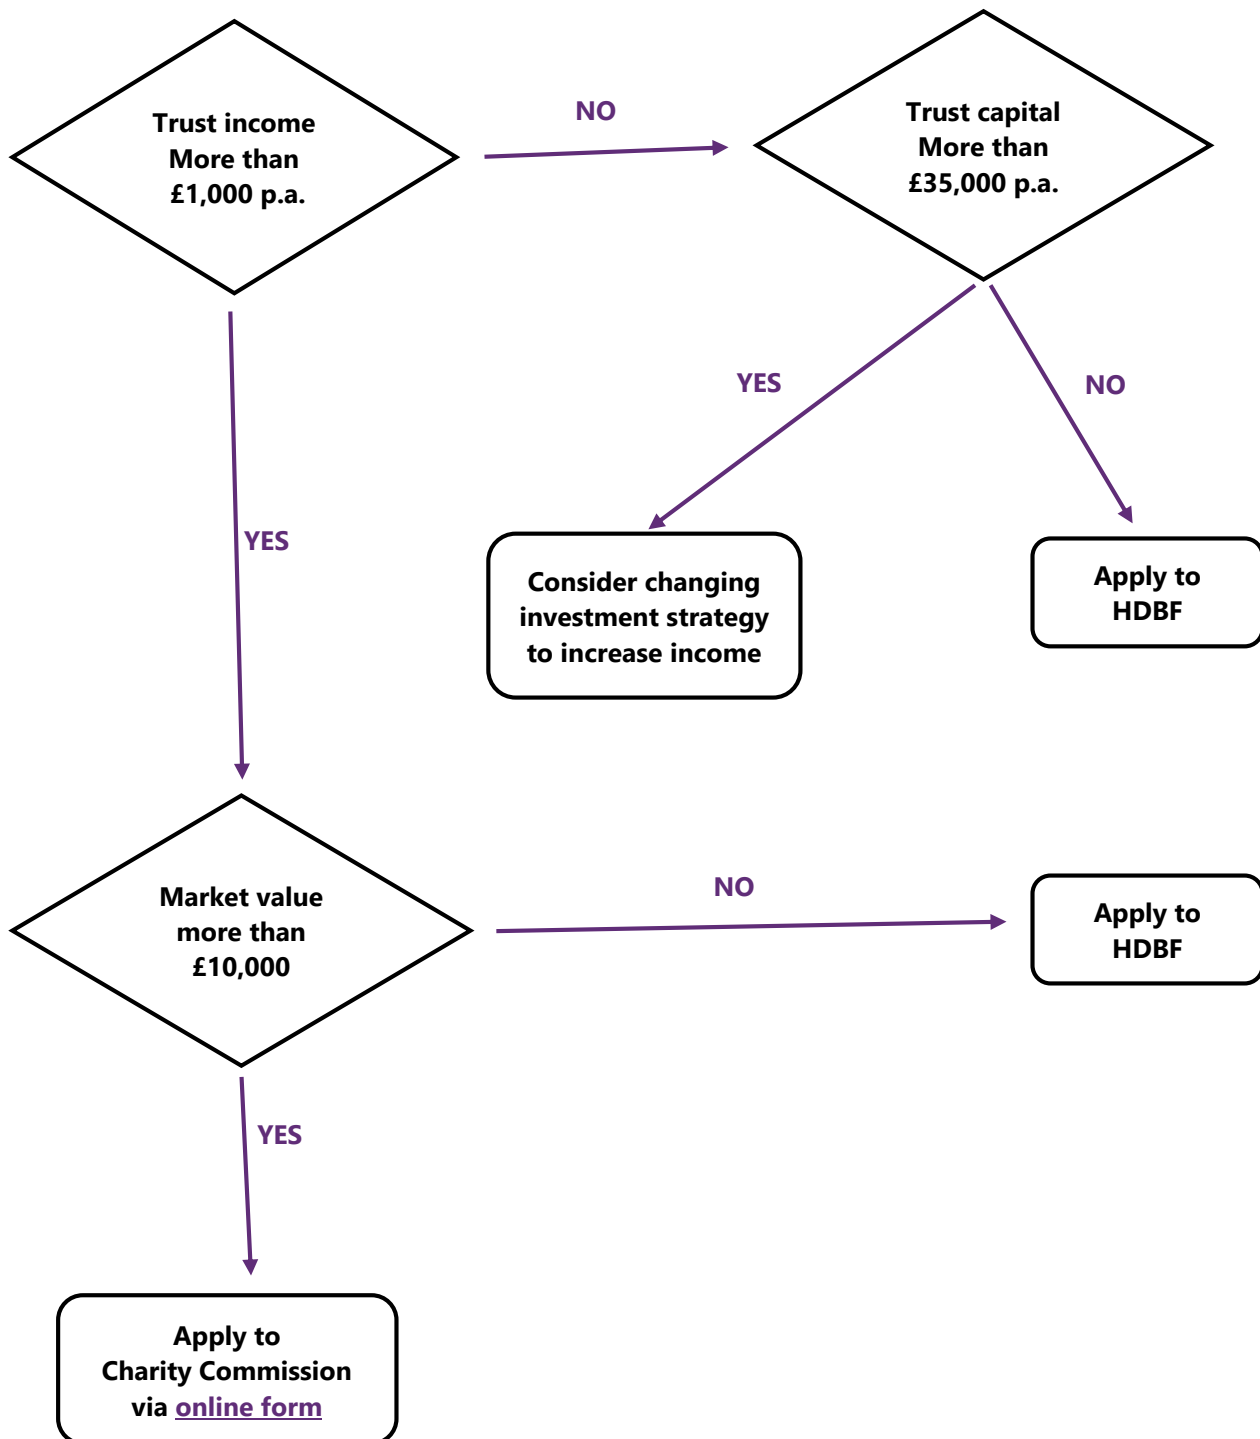 Trust income
More than
£1,000 p.a.
NO
Trust capital
More than
£35,000 p.a.
YES
NO
YES
Consider changing
investment strategy
to increase income
Apply to
HDBF
Market value
more than
£10,000
NO
Apply to
HDBF
YES
Apply to
Charity Commission
via online form